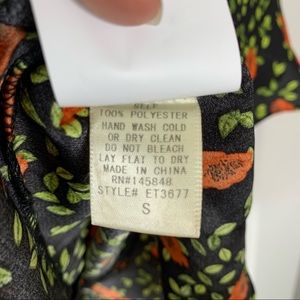 SELF
100% POLYESTER
HAND WASH COLD
OR DRY CLEAN
DO NOT BLEACH
LAY FLAT TO DRY
MADE IN CHINA
RN#145848
STYLE# ET3677
S